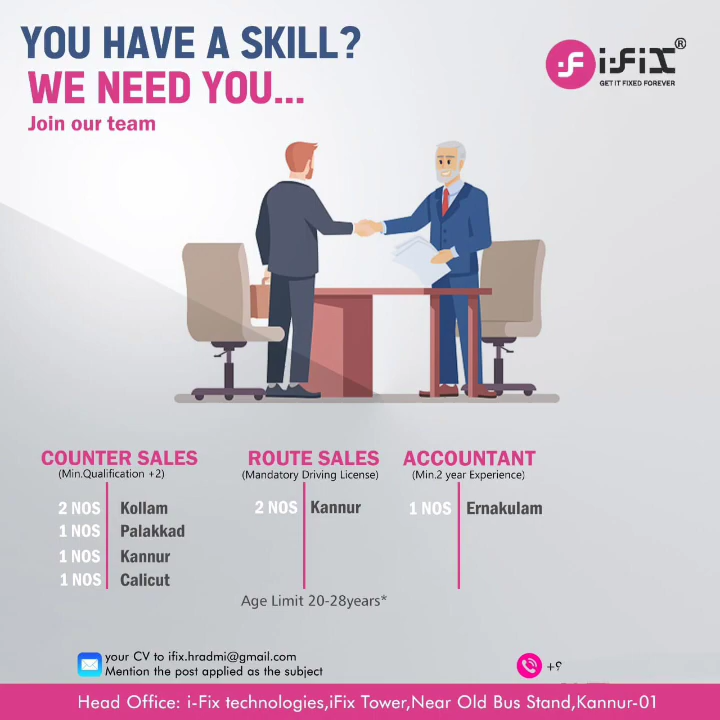 YOU HAVE A SKILL?
WE NEED YOU...
Join our team
i·FiX®
GET IT FIXED FOREVER
COUNTER SALES
(Min.Qualification +2)
2 NOS Kollam
1 NOS Palakkad
1 NOS Kannur
1 NOS Calicut
ROUTE SALES
(Mandatory Driving License)
2 NOS Kannur
ACCOUNTANT
(Min.2 year Experience)
1 NOS Ernakulam
Age Limit 20-28years*
your CV to ifix.hradmi@gmail.com
Mention the post applied as the subject
Head Office: i-Fix technologies,iFix Tower,Near Old Bus Stand,Kannur-01